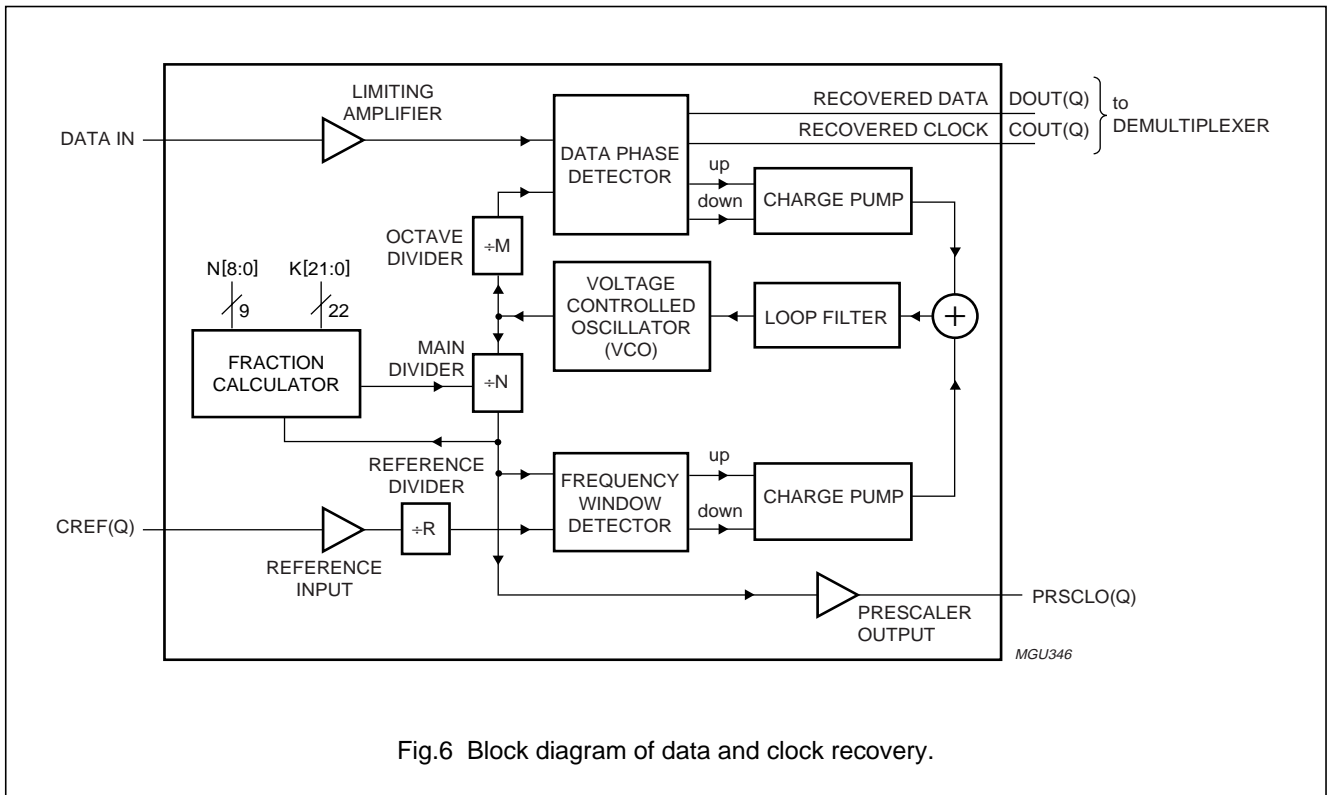 LIMITING
AMPLIFIER
DATA IN
DATA PHASE
DETECTOR
RECOVERED DATA
DOUT(Q)
RECOVERED CLOCK
COUT(Q)
to
DEMULTIPLEXER
up
down
CHARGE PUMP
OCTAVE
DIVIDER
÷M
N[8:0]
K[21:0]
9
22
FRACTION
CALCULATOR
MAIN
DIVIDER
÷N
VOLTAGE
CONTROLLED
OSCILLATOR
(VCO)
LOOP FILTER
+
REFERENCE
DIVIDER
FREQUENCY
WINDOW
DETECTOR
up
down
CHARGE PUMP
CREF(Q)
÷R
REFERENCE
INPUT
PRSCLO(Q)
PRESCALER
OUTPUT
MGU346
Fig.6 Block diagram of data and clock recovery.